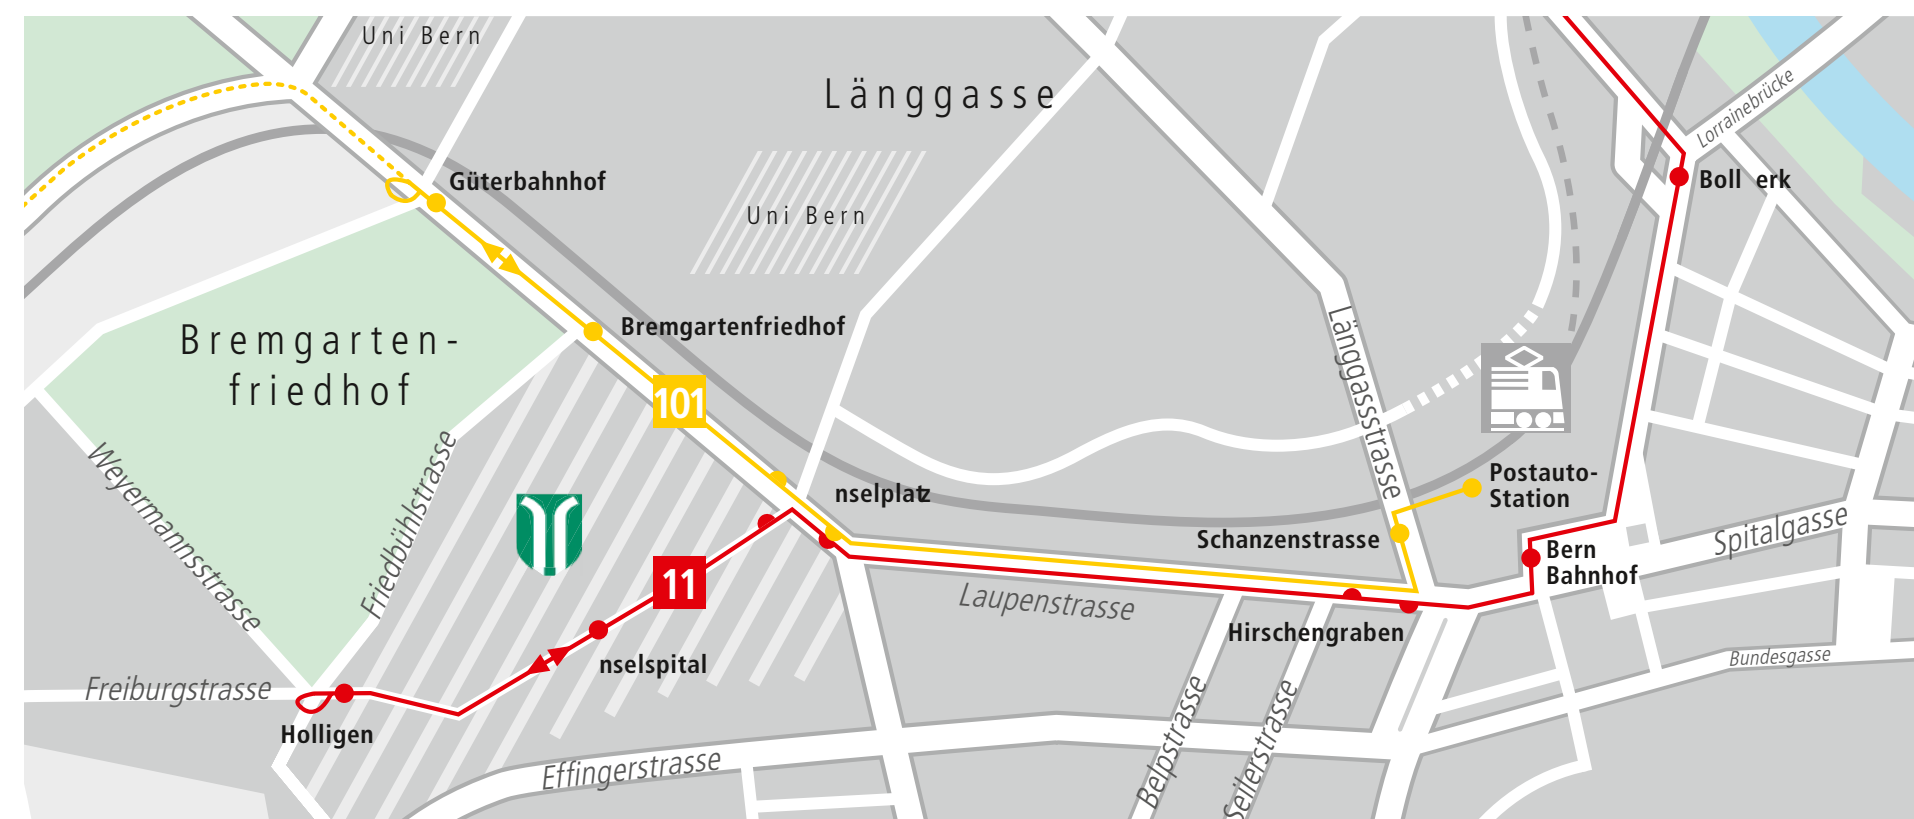 Uni Bern
Länggasse
Lorrainebrücke
Güterbahnhof
Boll erk
Uni Bern
Bremgartenfriedhof
Bremgarten-
friedhof
Länggassstrasse
101
Weyermannsstrasse
Friedbühlstrasse
nselplatz
Postauto-
Station
Schanzenstrasse
Spitalgasse
Bern
Bahnhof
11
Laupenstrasse
Hirschengraben
nselspital
Bundesgasse
Freiburgstrasse
Holligen
Belpstrasse
Seilerstrasse
Effingerstrasse